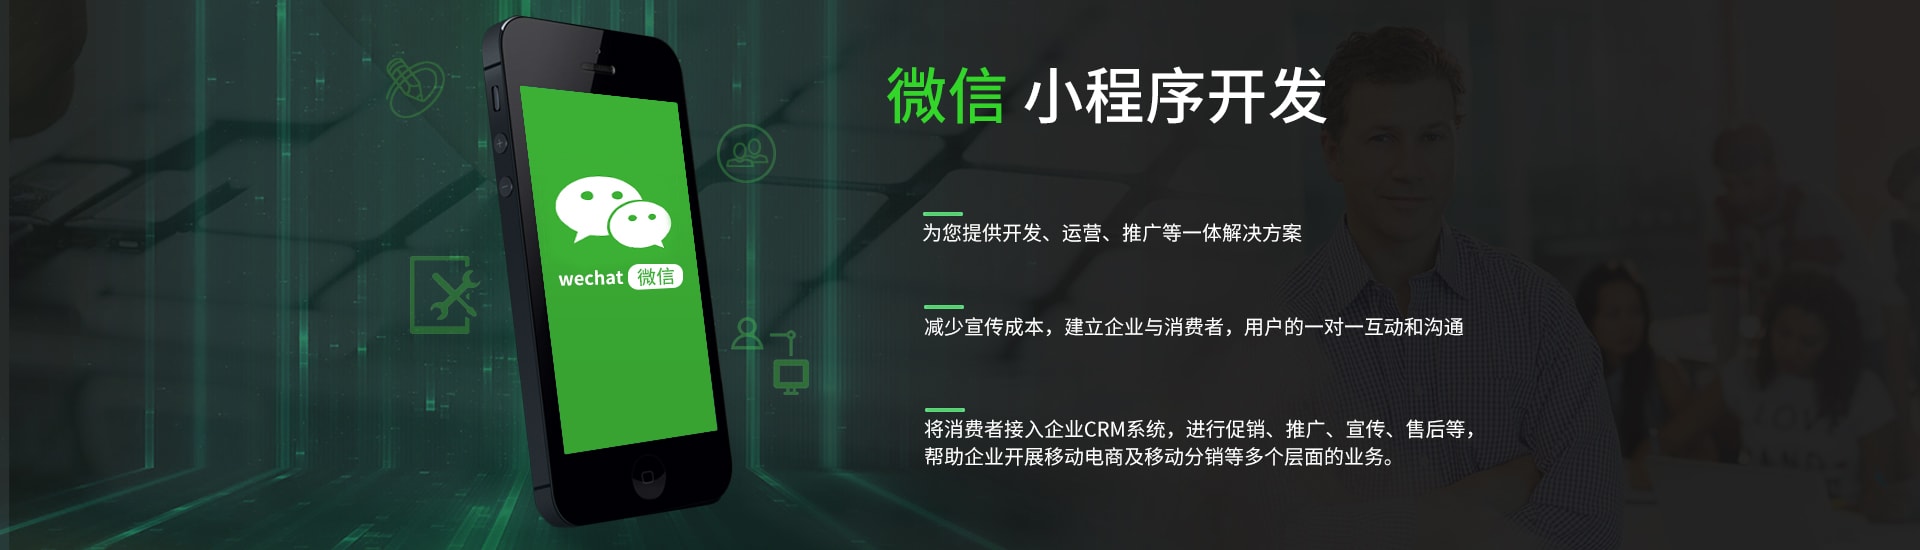 微信 小程序开发
wechat 微信
为您提供开发、运营、推广等一体解决方案
减少宣传成本，建立企业与消费者，用户的一对一互动和沟通
将消费者接入企业CRM系统，进行促销、推广、宣传、售后等，
帮助企业开展移动电商及移动分销等多个层面的业务。